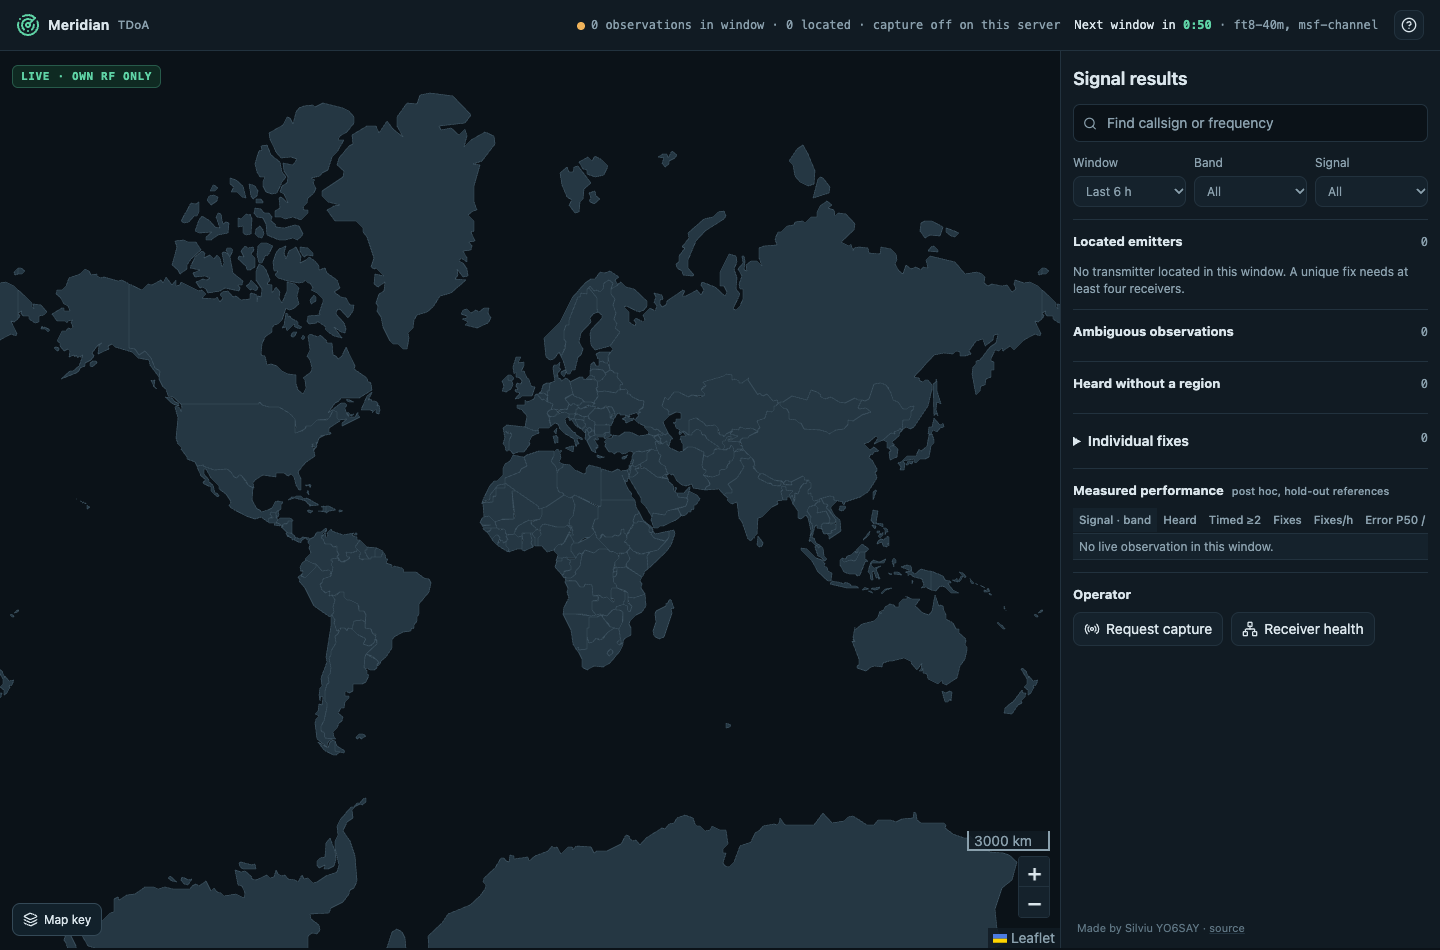 Meridian TDoA
0 observations in window · 0 located · capture off on this server Next window in 0:50 · ft8-40m, msf-channel
LIVE · OWN RF ONLY
Signal results
Find callsign or frequency
Window Band Signal
Last 6 h All All
Located emitters 0
No transmitter located in this window. A unique fix needs at
least four receivers.
Ambiguous observations 0
Heard without a region 0
Individual fixes 0
Measured performance post hoc, hold-out references
Signal · band Heard Timed ≥2 Fixes Fixes/h Error P50 /
No live observation in this window.
Operator
Request capture Receiver health
3000 km
+
−
Map key
Leaflet
Made by Silviu YO6SAY · source